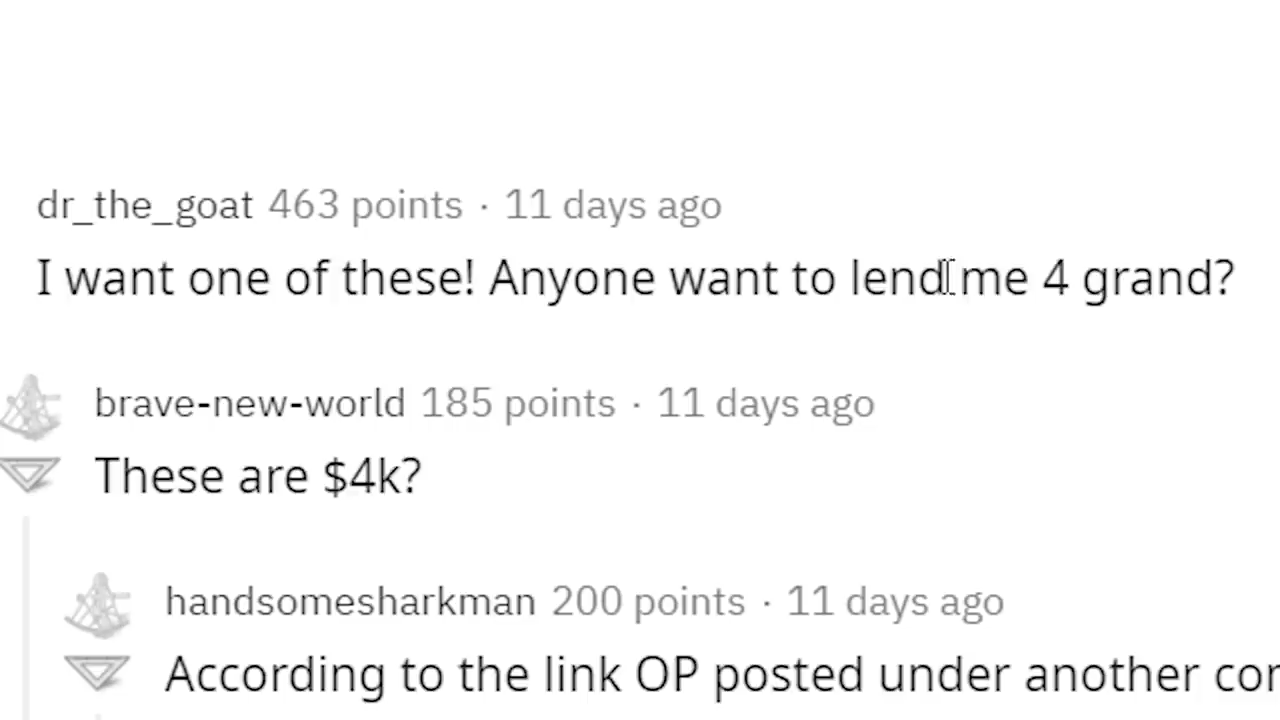 dr_the_goat 463 points · 11 days ago
I want one of these! Anyone want to lend me 4 grand?
brave-new-world 185 points · 11 days ago
These are $4k?
handsomesharkman 200 points · 11 days ago
According to the link OP posted under another